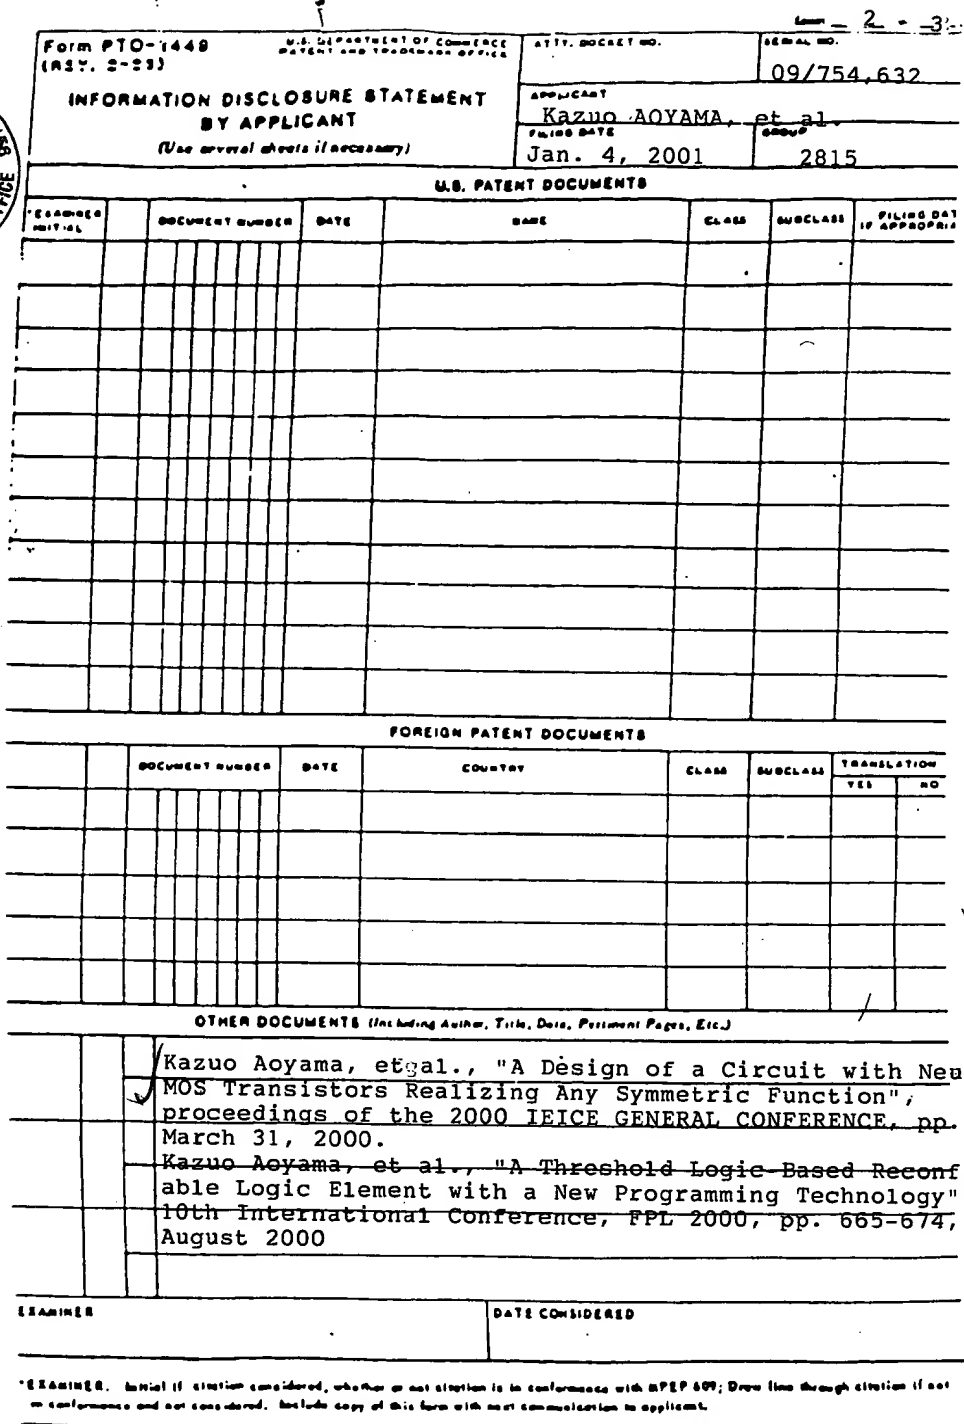 2 - 3
Form PTO-1449
(REV. 2-83)
U.S. DEPARTMENT OF COMMERCE
PATENT AND TRADEMARK OFFICE
INFORMATION DISCLOSURE STATEMENT
BY APPLICANT
(Use several sheets if necessary)
ATTY. DOCKET NO.
SERIAL NO.
09/754,632
APPLICANT
Kazuo AOYAMA, et al.
FILING DATE
Jan. 4, 2001
GROUP
2815
U.S. PATENT DOCUMENTS
*EXAMINER INITIAL
DOCUMENT NUMBER
DATE
NAME
CLASS
SUBCLASS
FILING DAT
IF APPROPRIA
FOREIGN PATENT DOCUMENTS
DOCUMENT NUMBER
DATE
COUNTRY
CLASS
SUBCLASS
TRANSLATION
YES
NO
OTHER DOCUMENTS (Including Author, Title, Date, Pertinent Pages, Etc.)
Kazuo Aoyama, et al., "A Design of a Circuit with Neu
MOS Transistors Realizing Any Symmetric Function",
proceedings of the 2000 IEICE GENERAL CONFERENCE, pp.
March 31, 2000.
Kazuo Aoyama, et al., "A Threshold Logic-Based Reconf
able Logic Element with a New Programming Technology"
10th International Conference, FPL 2000, pp. 665-674,
August 2000
EXAMINER
DATE CONSIDERED
*EXAMINER. Initial if citation considered, whether or not citation is in conformance with MPEP 609; Draw line through citation if not
in conformance and not considered. Include copy of this form with next communication to applicant.